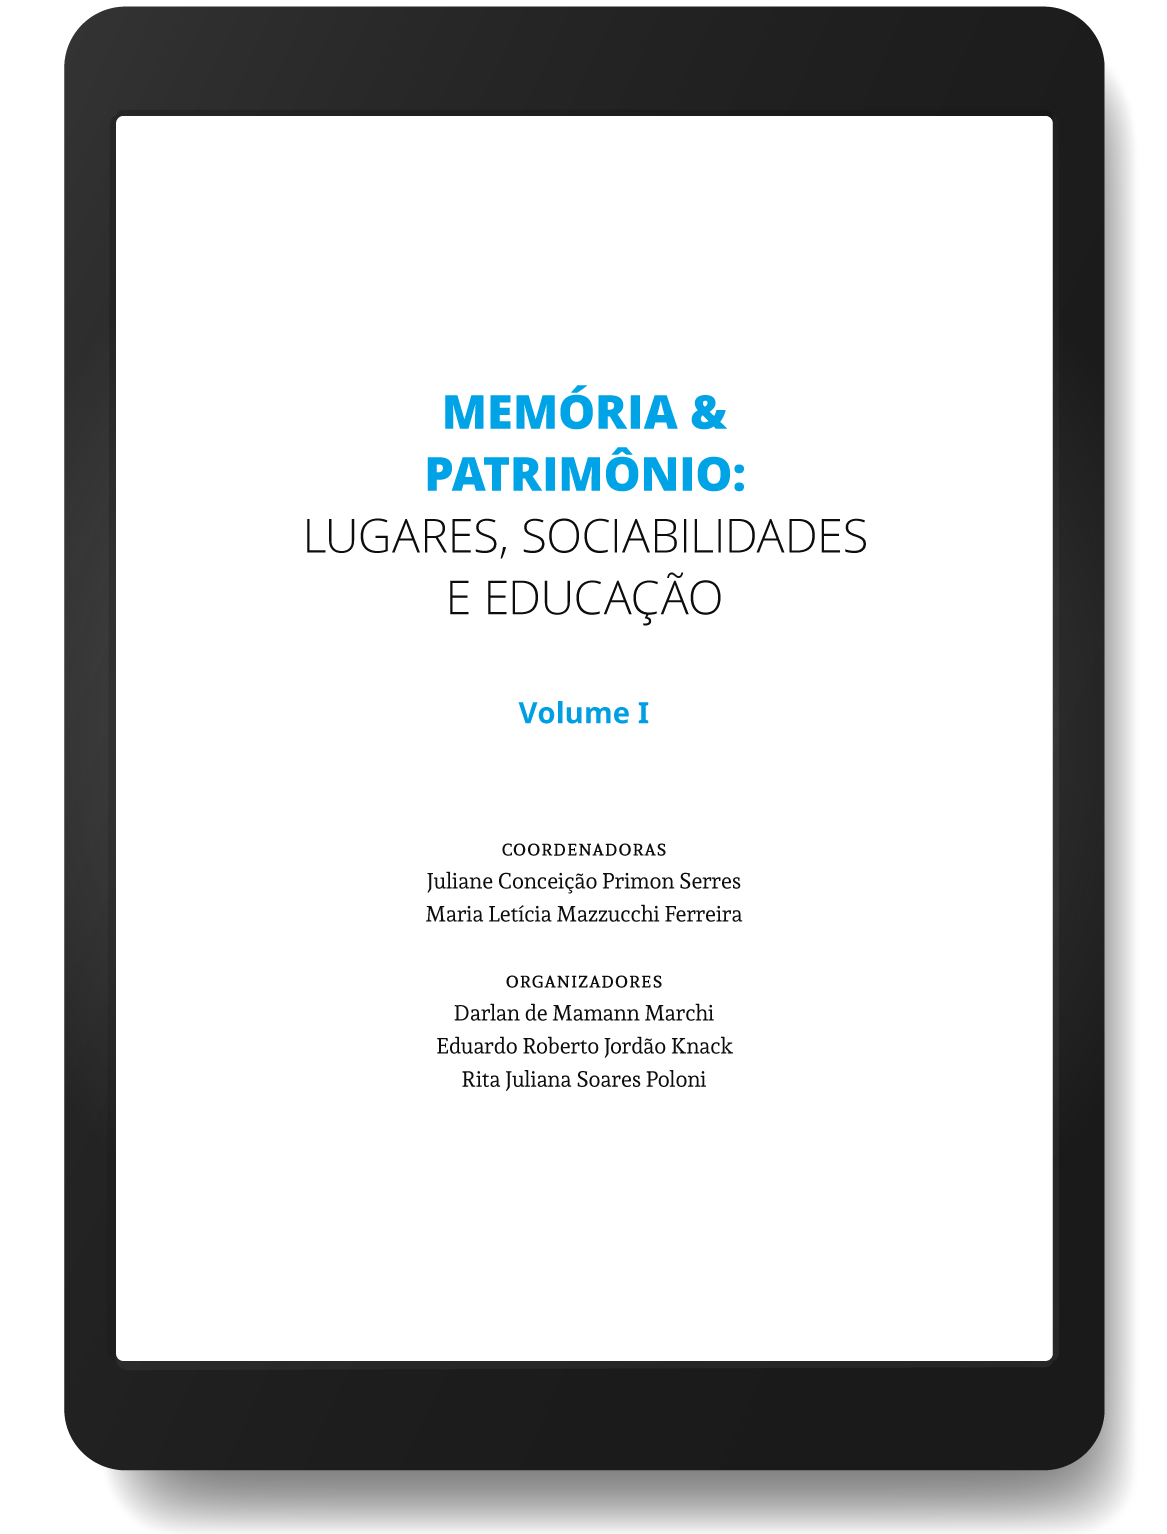 MEMÓRIA &
PATRIMÔNIO:
LUGARES, SOCIABILIDADES
E EDUCAÇÃO
Volume I
COORDENADORAS
Juliane Conceição Primon Serres
Maria Letícia Mazzucchi Ferreira
ORGANIZADORES
Darlan de Mamann Marchi
Eduardo Roberto Jordão Knack
Rita Juliana Soares Poloni